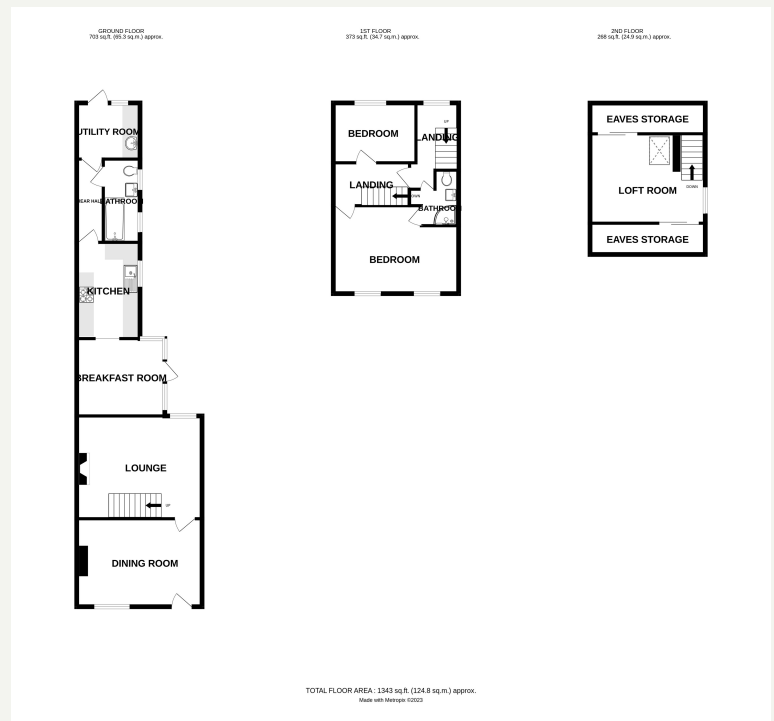 GROUND FLOOR
703 sq.ft. (65.3 sq.m.) approx.
1ST FLOOR
373 sq.ft. (34.7 sq.m.) approx.
2ND FLOOR
268 sq.ft. (24.9 sq.m.) approx.
UTILITY ROOM
REAR HALL
BATHROOM
KITCHEN
BREAKFAST ROOM
LOUNGE
UP
DINING ROOM
UP
BEDROOM
LANDING
LANDING
DOWN
BATHROOM
BEDROOM
EAVES STORAGE
LOFT ROOM
DOWN
EAVES STORAGE
TOTAL FLOOR AREA : 1343 sq.ft. (124.8 sq.m.) approx.
Made with Metropix ©2023